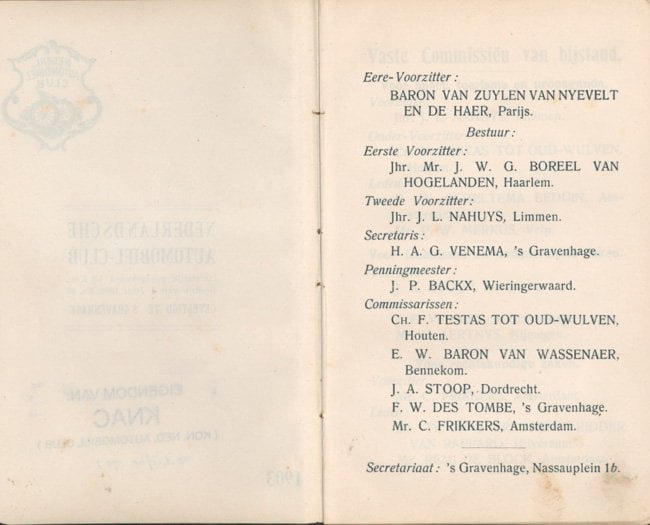 Eere-Voorzitter:
BARON VAN ZUYLEN VAN NYEVELT
EN DE HAER, Parijs.
Bestuur:
Eerste Voorzitter:
Jhr. Mr. J. W. G. BOREEL VAN
HOGELANDEN, Haarlem.
Tweede Voorzitter:
Jhr. J. L. NAHUYS, Limmen.
Secretaris:
H. A. G. VENEMA, 's Gravenhage.
Penningmeester:
J. P. BACKX, Wieringerwaard.
Commissarissen:
CH. F. TESTAS TOT OUD-WULVEN,
Houten.
E. W. BARON VAN WASSENAER,
Bennekom.
J. A. STOOP, Dordrecht.
F. W. DES TOMBE, 's Gravenhage.
Mr. C. FRIKKERS, Amsterdam.
Secretariaat: 's Gravenhage, Nassauplein 1b.